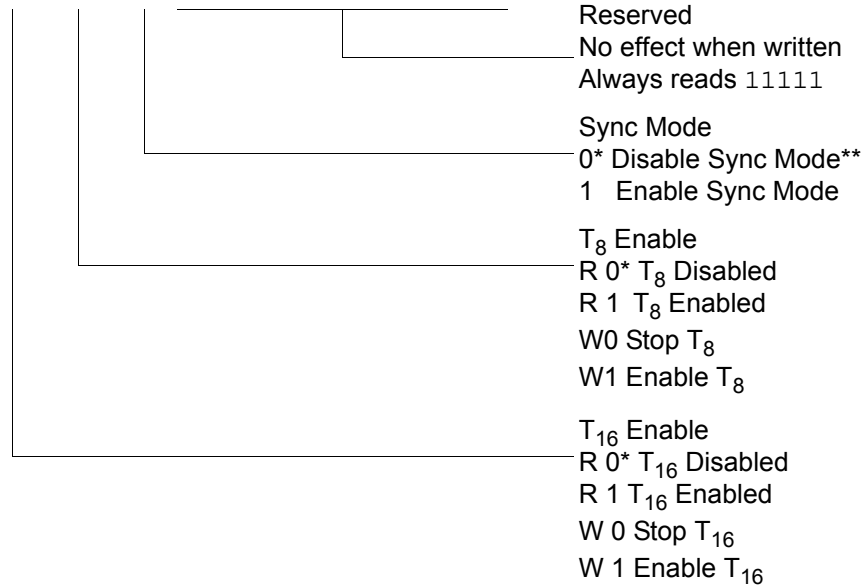 Reserved
No effect when written
Always reads 11111
Sync Mode
0* Disable Sync Mode**
1 Enable Sync Mode
T8 Enable
R 0* T8 Disabled
R 1 T8 Enabled
W0 Stop T8
W1 Enable T8
T16 Enable
R 0* T16 Disabled
R 1 T16 Enabled
W 0 Stop T16
W 1 Enable T16